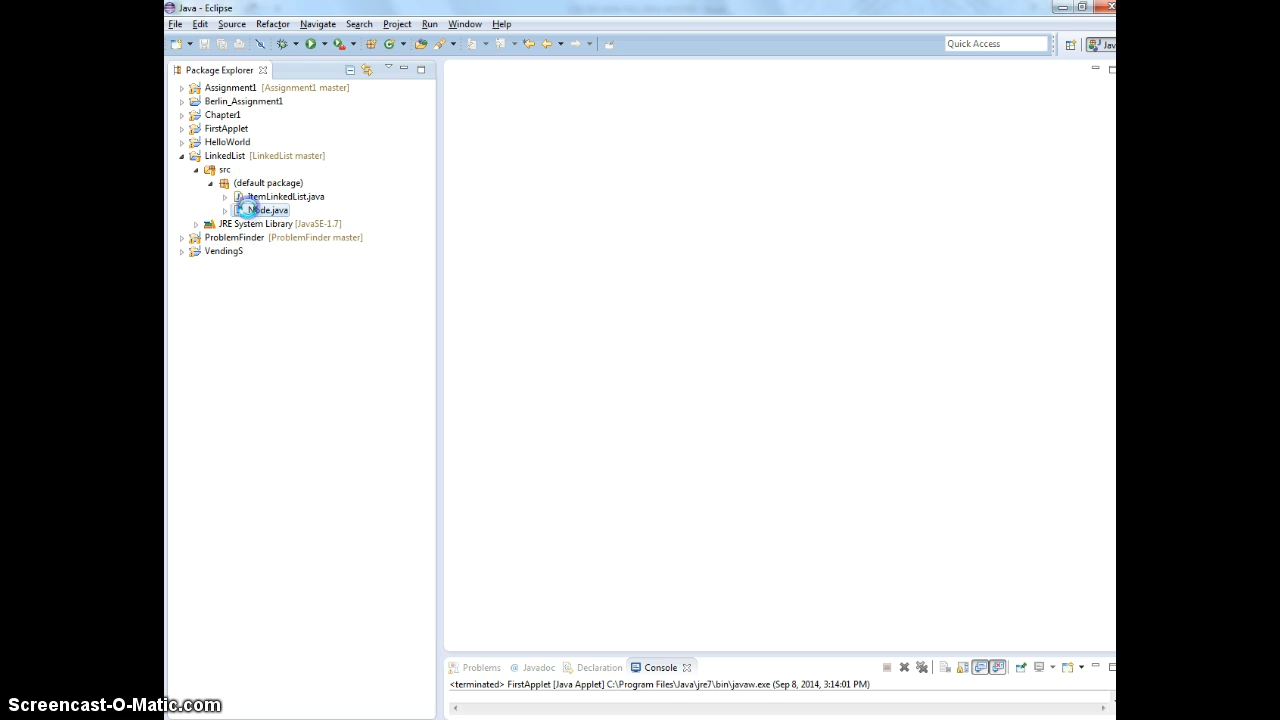 Java - Eclipse
File Edit Source Refactor Navigate Search Project Run Window Help
Quick Access
Package Explorer
Assignment1 [Assignment1 master]
Berlin_Assignment1
Chapter1
FirstApplet
HelloWorld
LinkedList [LinkedList master]
src
(default package)
ItemLinkedList.java
Node.java
JRE System Library [JavaSE-1.7]
ProblemFinder [ProblemFinder master]
VendingS
Problems @ Javadoc Declaration Console
<terminated> FirstApplet [Java Applet] C:\Program Files\Java\jre7\bin\javaw.exe (Sep 8, 2014, 3:14:01 PM)
Screencast-O-Matic.com